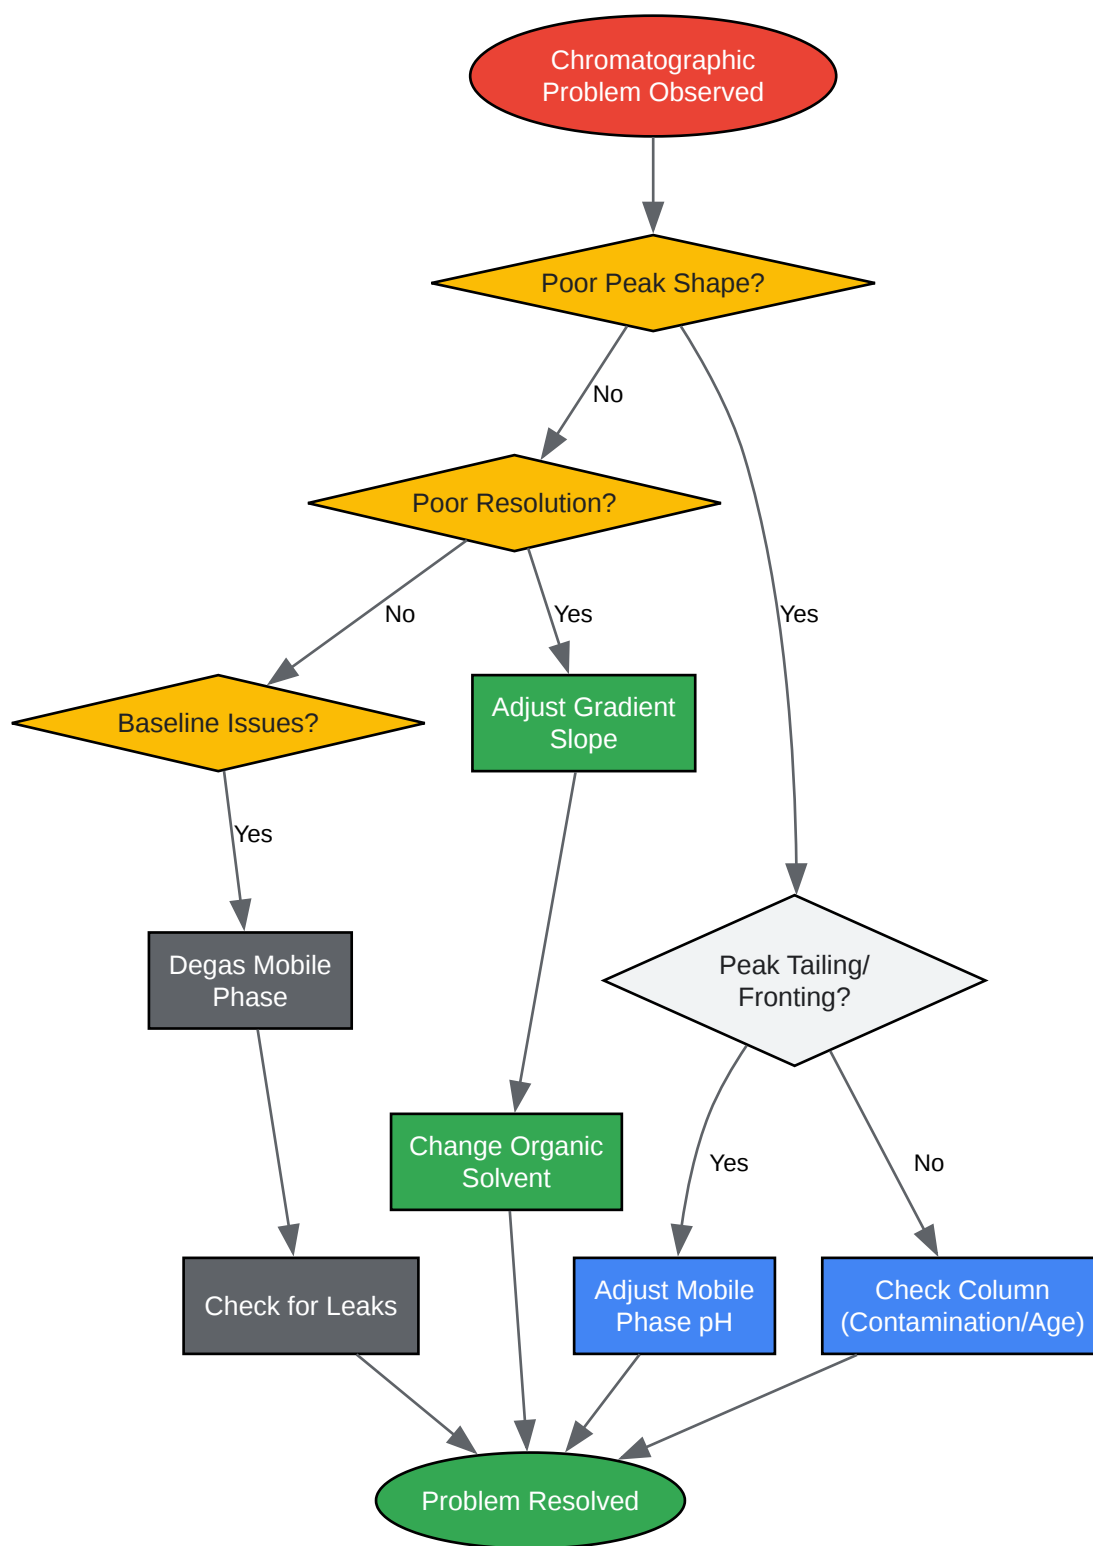 Chromatographic
Problem Observed
Poor Peak Shape?
No
Poor Resolution?
No
Yes
Yes
Adjust Gradient
Slope
Baseline Issues?
Yes
Degas Mobile
Phase
Peak Tailing/
Fronting?
Change Organic
Solvent
Yes
No
Check for Leaks
Adjust Mobile
Phase pH
Check Column
(Contamination/Age)
Problem Resolved